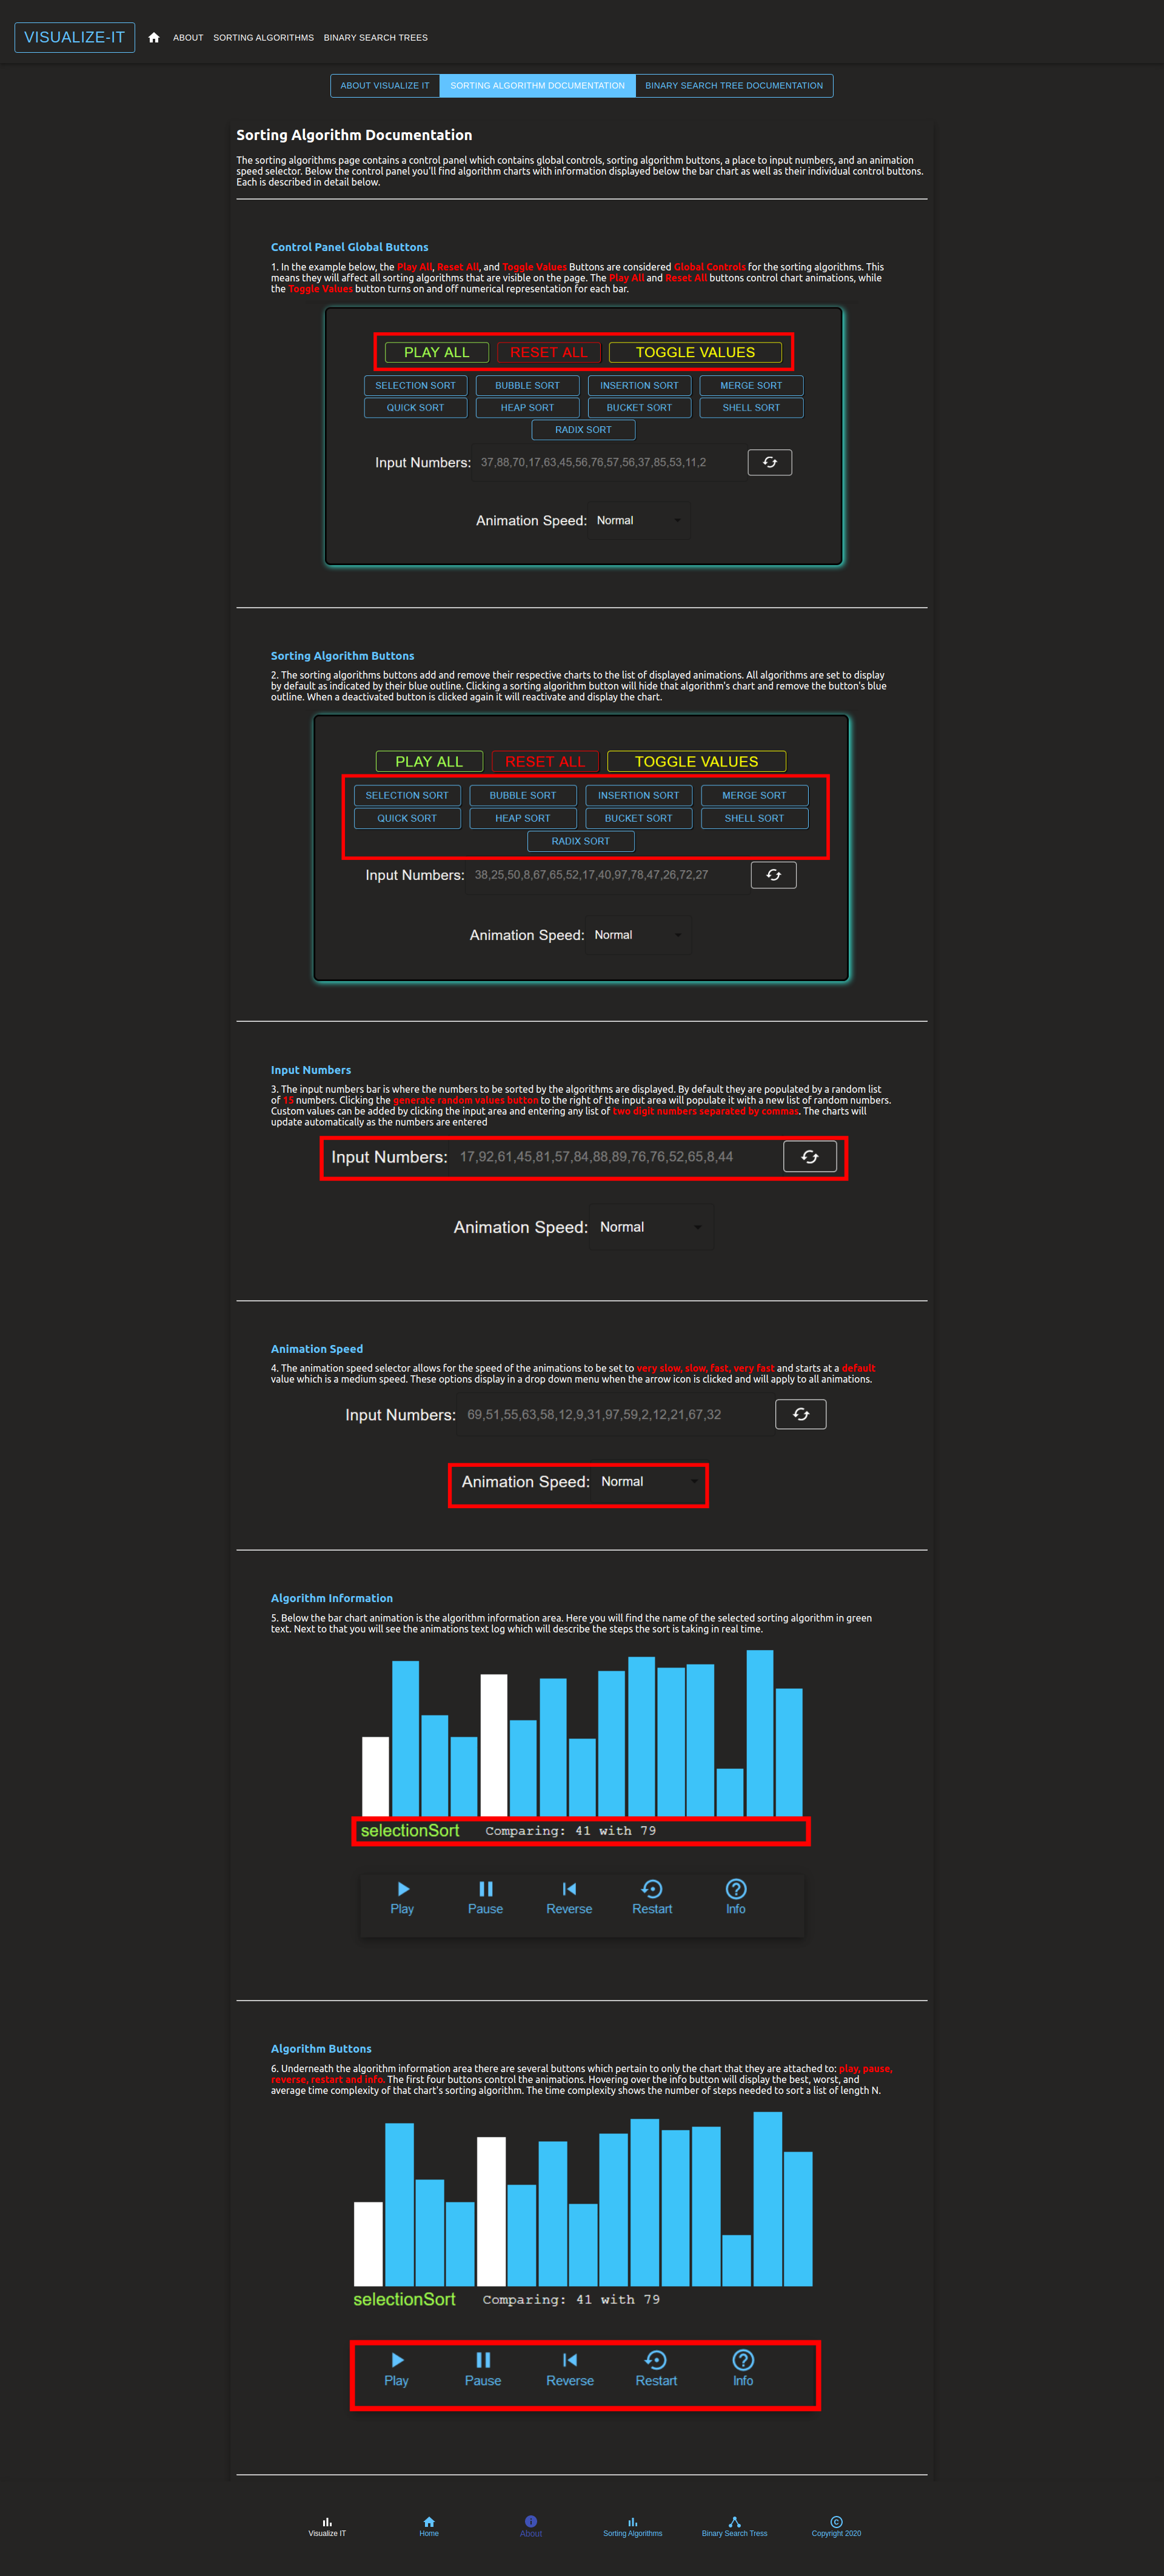 VISUALIZE-IT
ABOUT
SORTING ALGORITHMS
BINARY SEARCH TREES
ABOUT VISUALIZE IT
SORTING ALGORITHM DOCUMENTATION
BINARY SEARCH TREE DOCUMENTATION
Sorting Algorithm Documentation
The sorting algorithms page contains a control panel which contains global controls, sorting algorithm buttons, a place to input numbers, and an animation
speed selector. Below the control panel you'll find algorithm charts with information displayed below the bar chart as well as their individual control buttons.
Each is described in detail below.
Control Panel Global Buttons
1. In the example below, the Play All, Reset All, and Toggle Values Buttons are considered Global Controls for the sorting algorithms. This
means they will affect all sorting algorithms that are visible on the page. The Play All and Reset All buttons control chart animations, while
the Toggle Values button turns on and off numerical representation for each bar.
PLAY ALL RESET ALL TOGGLE VALUES
SELECTION SORT BUBBLE SORT INSERTION SORT MERGE SORT
QUICK SORT HEAP SORT BUCKET SORT SHELL SORT
RADIX SORT
Input Numbers: 37,88,70,17,63,45,56,76,57,56,37,85,53,11,2
Animation Speed: Normal
Sorting Algorithm Buttons
2. The sorting algorithms buttons add and remove their respective charts to the list of displayed animations. All algorithms are set to display
by default as indicated by their blue outline. Clicking a sorting algorithm button will hide that algorithm's chart and remove the button's blue
outline. When a deactivated button is clicked again it will reactivate and display the chart.
PLAY ALL RESET ALL TOGGLE VALUES
SELECTION SORT BUBBLE SORT INSERTION SORT MERGE SORT
QUICK SORT HEAP SORT BUCKET SORT SHELL SORT
RADIX SORT
Input Numbers: 38,25,50,8,67,65,52,17,40,97,78,47,26,72,27
Animation Speed: Normal
Input Numbers
3. The input numbers bar is where the numbers to be sorted by the algorithms are displayed. By default they are populated by a random list
of 15 numbers. Clicking the generate random values button to the right of the input area will populate it with a new list of random numbers.
Custom values can be added by clicking the input area and entering any list of two digit numbers separated by commas. The charts will
update automatically as the numbers are entered
Input Numbers: 17,92,61,45,81,57,84,88,89,76,76,52,65,8,44
Animation Speed: Normal
Animation Speed
4. The animation speed selector allows for the speed of the animations to be set to very slow, slow, fast, very fast and starts at a default
value which is a medium speed. These options display in a drop down menu when the arrow icon is clicked and will apply to all animations.
Input Numbers: 69,51,55,63,58,12,9,31,97,59,2,12,21,67,32
Animation Speed: Normal
Algorithm Information
5. Below the bar chart animation is the algorithm information area. Here you will find the name of the selected sorting algorithm in green
text. Next to that you will see the animations text log which will describe the steps the sort is taking in real time.
selectionSort Comparing: 41 with 79
Play Pause Reverse Restart Info
Algorithm Buttons
6. Underneath the algorithm information area there are several buttons which pertain to only the chart that they are attached to: play, pause,
reverse, restart and info. The first four buttons control the animations. Hovering over the info button will display the best, worst, and
average time complexity of that chart's sorting algorithm. The time complexity shows the number of steps needed to sort a list of length N.
selectionSort Comparing: 41 with 79
Play Pause Reverse Restart Info
Visualize IT
Home
About
Sorting Algorithms
Binary Search Tress
Copyright 2020